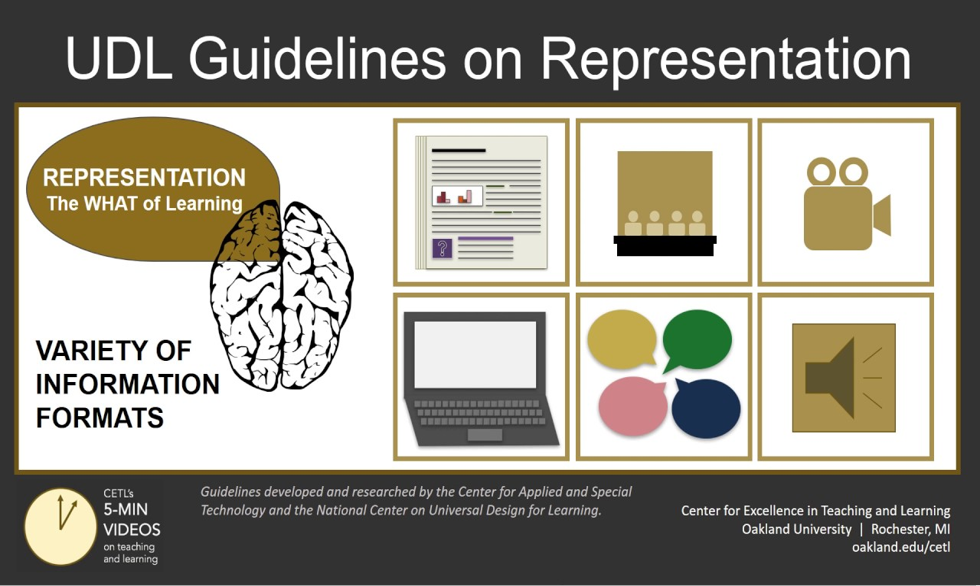 UDL Guidelines on Representation
REPRESENTATION
The WHAT of Learning
VARIETY OF
INFORMATION
FORMATS
?
CETL's
5-MIN
VIDEOS
on teaching
and learning
Guidelines developed and researched by the Center for Applied and Special
Technology and the National Center on Universal Design for Learning.
Center for Excellence in Teaching and Learning
Oakland University | Rochester, MI
oakland.edu/cetl